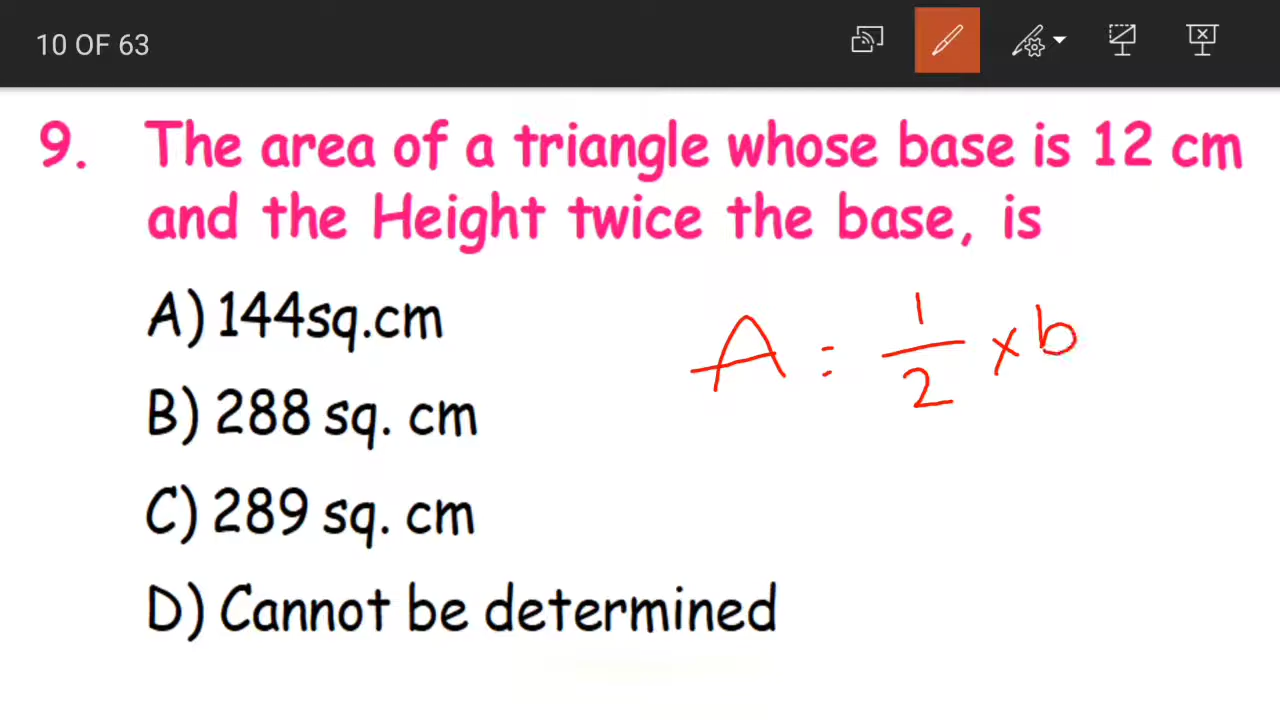 10 OF 63
9. The area of a triangle whose base is 12 cm
and the Height twice the base, is
A) 144sq.cm
A = 1/2 × b
B) 288 sq. cm
C) 289 sq. cm
D) Cannot be determined